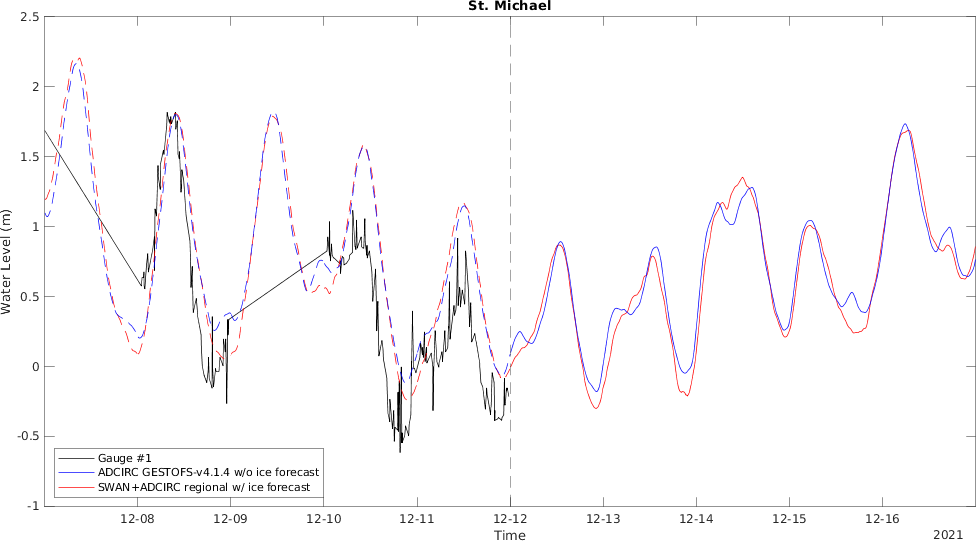 St. Michael
2.5
2
1.5
1
0.5
0
-0.5
-1
Water Level (m)
Gauge #1
ADCIRC GESTOFS-v4.1.4 w/o ice forecast
SWAN+ADCIRC regional w/ ice forecast
12-08 12-09 12-10 12-11 12-12 12-13 12-14 12-15 12-16
Time
2021